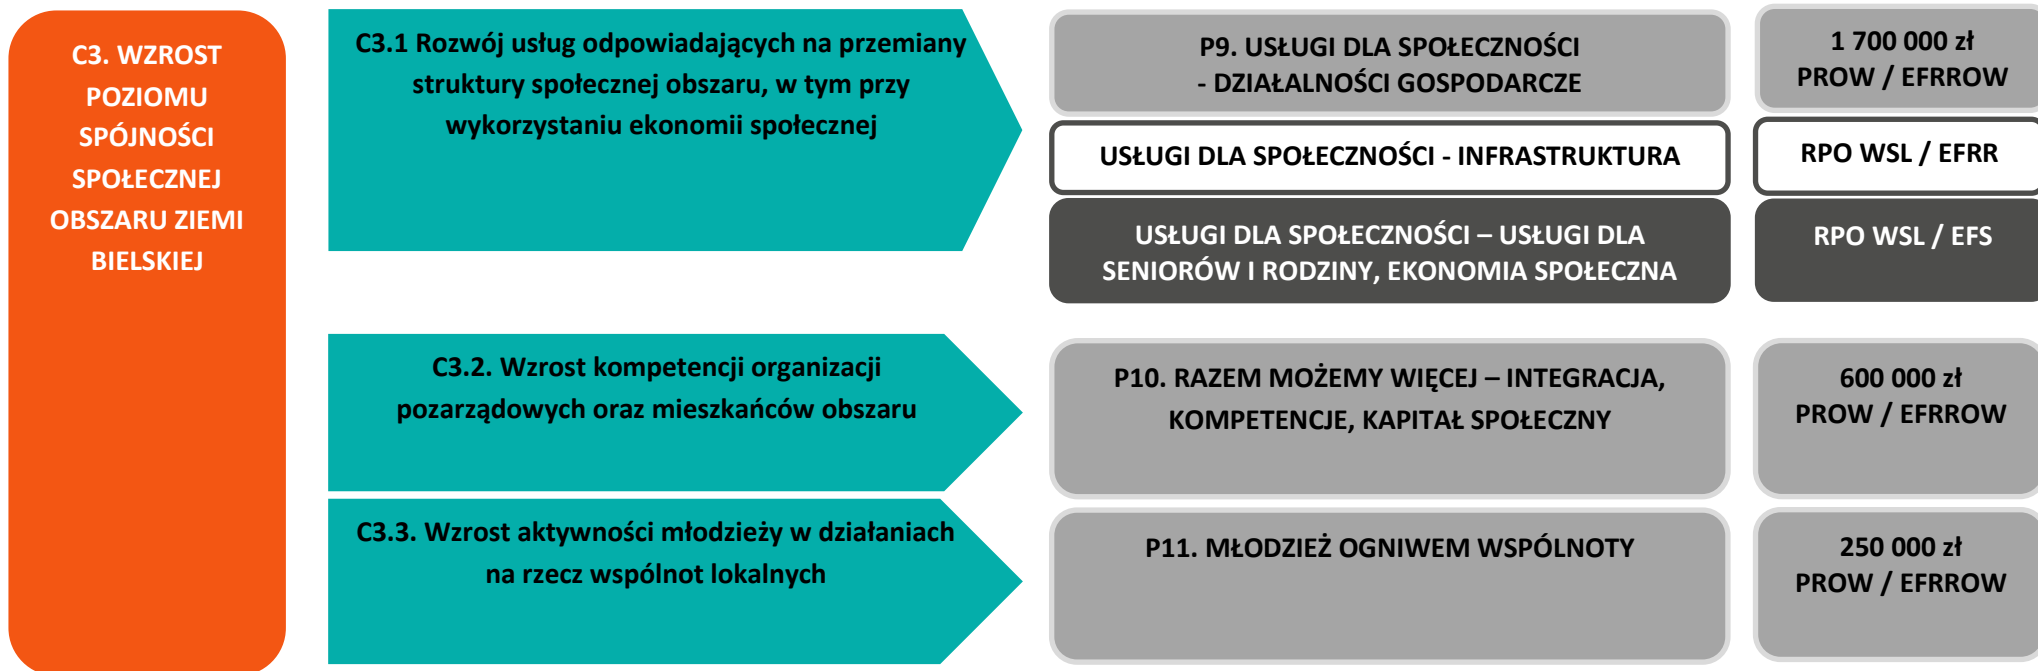 C3. WZROST
POZIOMU
SPÓJNOŚCI
SPOŁECZNEJ
OBSZARU ZIEMI
BIELSKIEJ
C3.1 Rozwój usług odpowiadających na przemiany
struktury społecznej obszaru, w tym przy
wykorzystaniu ekonomii społecznej
P9. USŁUGI DLA SPOŁECZNOŚCI
- DZIAŁALNOŚCI GOSPODARCZE
1 700 000 zł
PROW / EFRROW
USŁUGI DLA SPOŁECZNOŚCI - INFRASTRUKTURA
RPO WSL / EFRR
USŁUGI DLA SPOŁECZNOŚCI – USŁUGI DLA
SENIORÓW I RODZINY, EKONOMIA SPOŁECZNA
RPO WSL / EFS
C3.2. Wzrost kompetencji organizacji
pozarządowych oraz mieszkańców obszaru
P10. RAZEM MOŻEMY WIĘCEJ – INTEGRACJA,
KOMPETENCJE, KAPITAŁ SPOŁECZNY
600 000 zł
PROW / EFRROW
C3.3. Wzrost aktywności młodzieży w działaniach
na rzecz wspólnot lokalnych
P11. MŁODZIEŻ OGNIWEM WSPÓLNOTY
250 000 zł
PROW / EFRROW